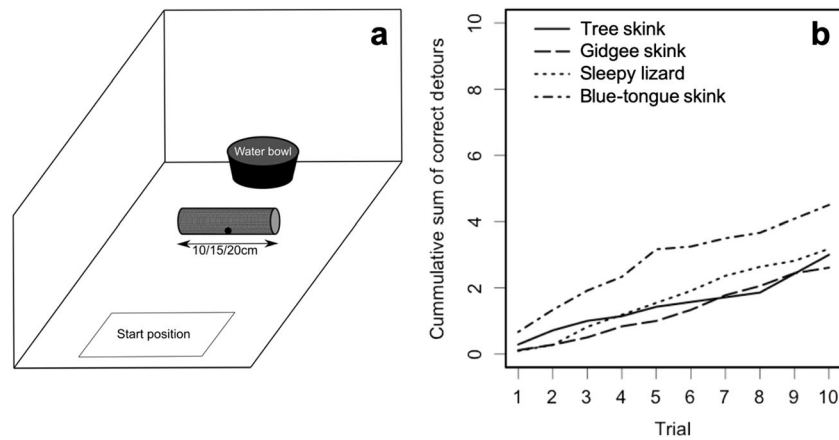 a
Water bowl
10/15/20cm
Start position
b
Tree skink
Gidgee skink
Sleepy lizard
Blue-tongue skink
Cummulative sum of correct detours
10
8
6
4
2
0
1 2 3 4 5 6 7 8 9 10
Trial